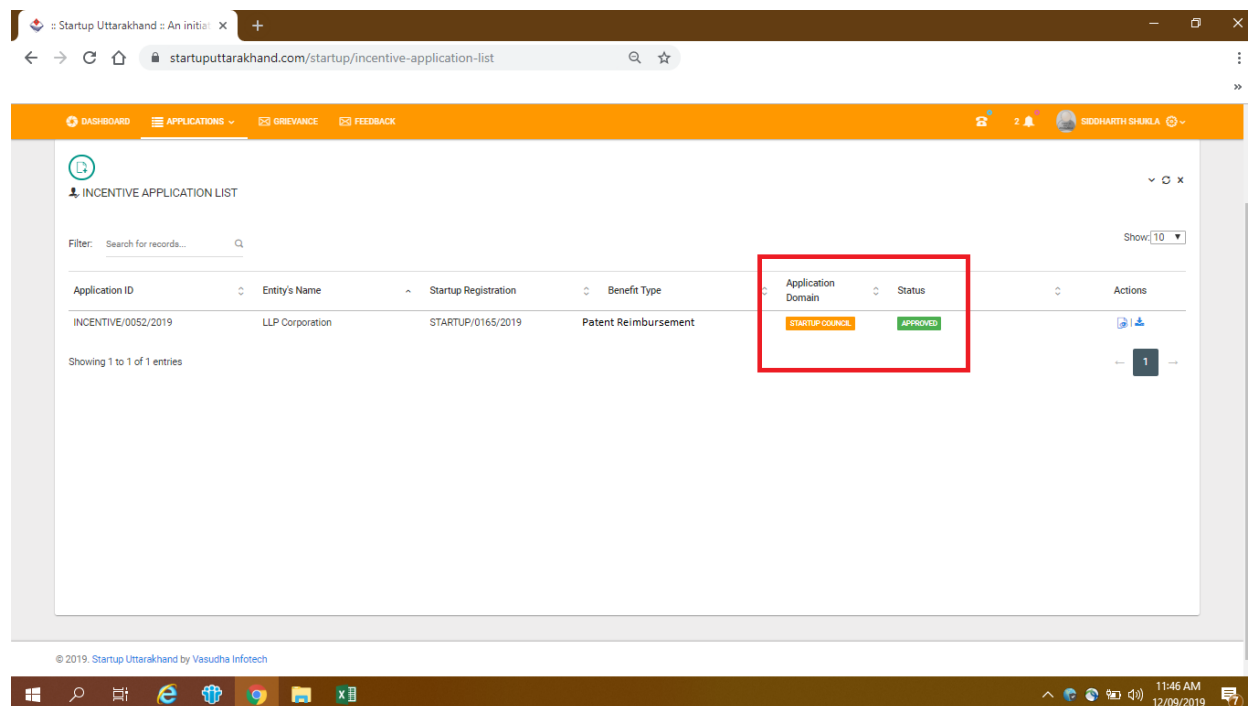 :: Startup Uttarakhand :: An initiat
startuputtarakhand.com/startup/incentive-application-list
DASHBOARD APPLICATIONS GRIEVANCE FEEDBACK 2 SIDDHARTH SHUKLA
INCENTIVE APPLICATION LIST
Filter: Search for records... Show: 10
Application ID Entity's Name Startup Registration Benefit Type Application Domain Status Actions
INCENTIVE/0052/2019 LLP Corporation STARTUP/0165/2019 Patent Reimbursement STARTUP COUNCIL APPROVED
Showing 1 to 1 of 1 entries ← 1 →
© 2019. Startup Uttarakhand by Vasudha Infotech
11:46 AM
12/09/2019
7